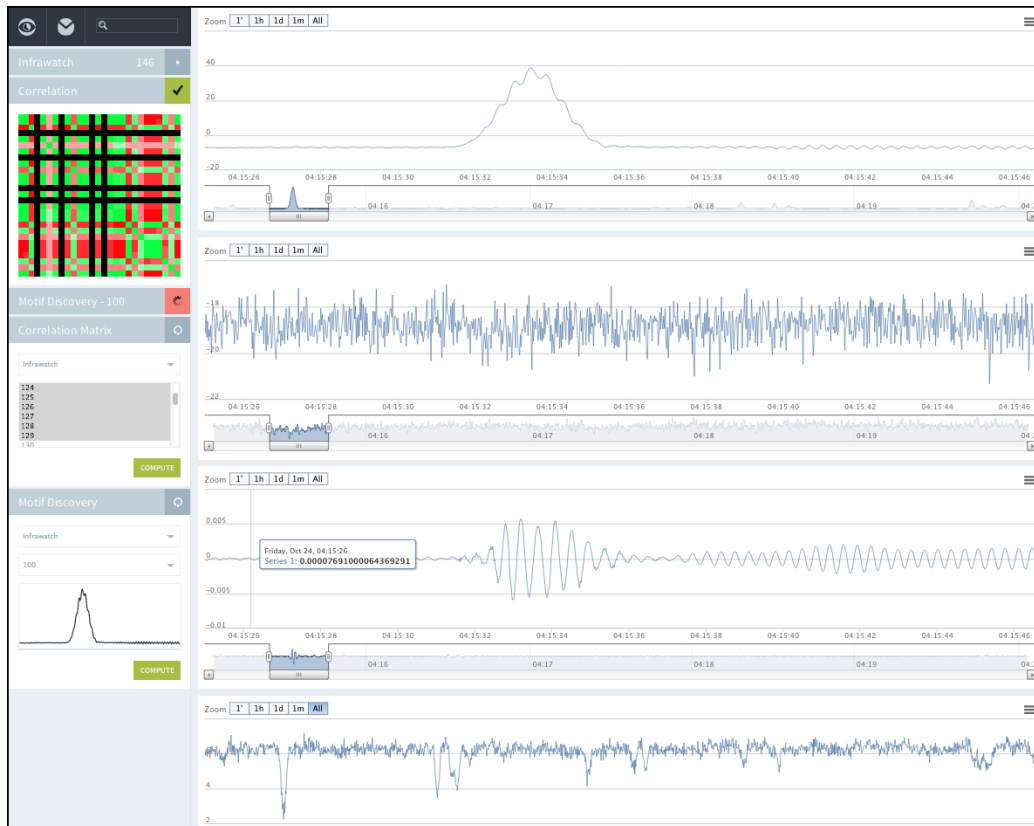 Infrawatch 146
Correlation
Motif Discovery - 100
Correlation Matrix
Infrawatch
124
125
126
127
128
129
130
COMPUTE
Motif Discovery
Infrawatch
100
COMPUTE
Zoom 1' 1h 1d 1m All
40
20
0
−20
04:15:26 04:15:28 04:15:30 04:15:32 04:15:34 04:15:36 04:15:38 04:15:40 04:15:42 04:15:44 04:15:46
04:16 04:17 04:18 04:19
Zoom 1' 1h 1d 1m All
−18
−20
−22
04:15:26 04:15:28 04:15:30 04:15:32 04:15:34 04:15:36 04:15:38 04:15:40 04:15:42 04:15:44 04:15:46
04:16 04:17 04:18 04:19
Zoom 1' 1h 1d 1m All
0.005
0
−0.005
−0.01
Friday, Oct 24, 04:15:26
Series 1: 0.00007691000064369291
04:15:26 04:15:28 04:15:30 04:15:32 04:15:34 04:15:36 04:15:38 04:15:40 04:15:42 04:15:44 04:15:46
04:16 04:17 04:18 04:19
Zoom 1' 1h 1d 1m All
4
2